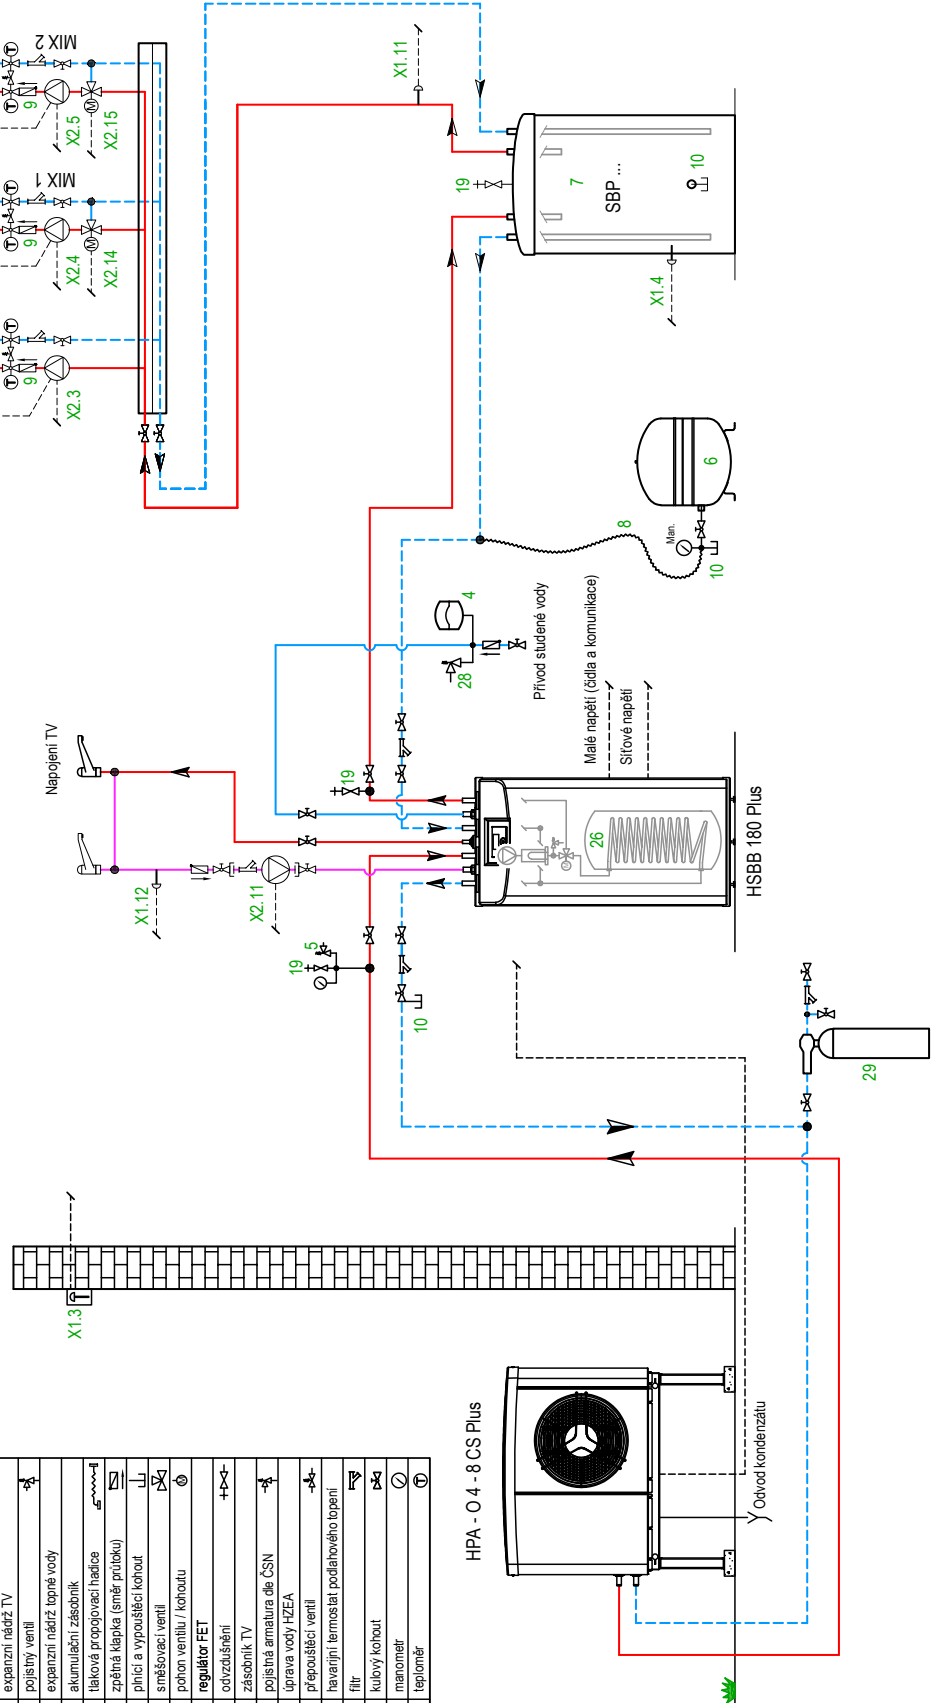 expanzní nádrž TV
pojistný ventil
expanzní nádrž topné vody
akumulační zásobník
tlaková propojovací hadice
zpětná klapka (směr průtoku)
plnící a vypouštěcí kohout
směšovací ventil
pohon ventilu / kohoutu
M
regulátor FET
odvzdušnění
zásobník TV
pojistná armatura dle ČSN
úprava vody HZEA
přepouštěcí ventil
havarijní termostat podlahového topení
filtr
kulový kohout
manometr
teploměr
T
HPA - O 4 - 8 CS Plus
Odvod kondenzátu
X1.3
29
10
19
5
X1.12
X2.11
Napojení TV
19
26
HSBB 180 Plus
Malé napětí (čidla a komunikace)
Síťové napětí
Přívod studené vody
28
4
8
Man.
10
6
X1.4
SBP ...
7
10
19
X1.11
X2.3
9
T
T
X2.4
X2.14
M
9
T
T
MIX 1
X2.5
X2.15
M
9
T
T
MIX 2